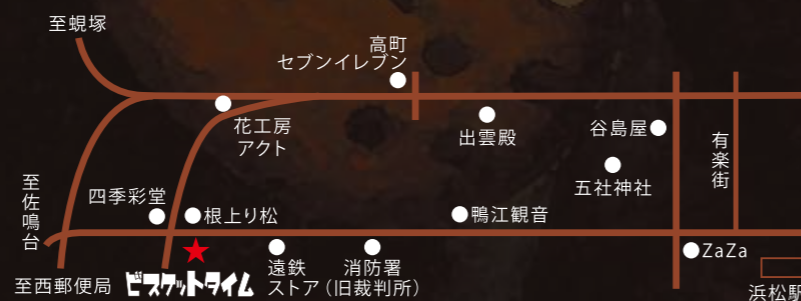 至蜆塚
高町
セブンイレブン
花工房
アクト
出雲殿
谷島屋
有楽街
五社神社
至佐鳴台
四季彩堂
根上り松
鴨江観音
遠鉄
ストア
消防署
(旧裁判所)
ZaZa
至西郵便局
ビスケットタイム
浜松駅